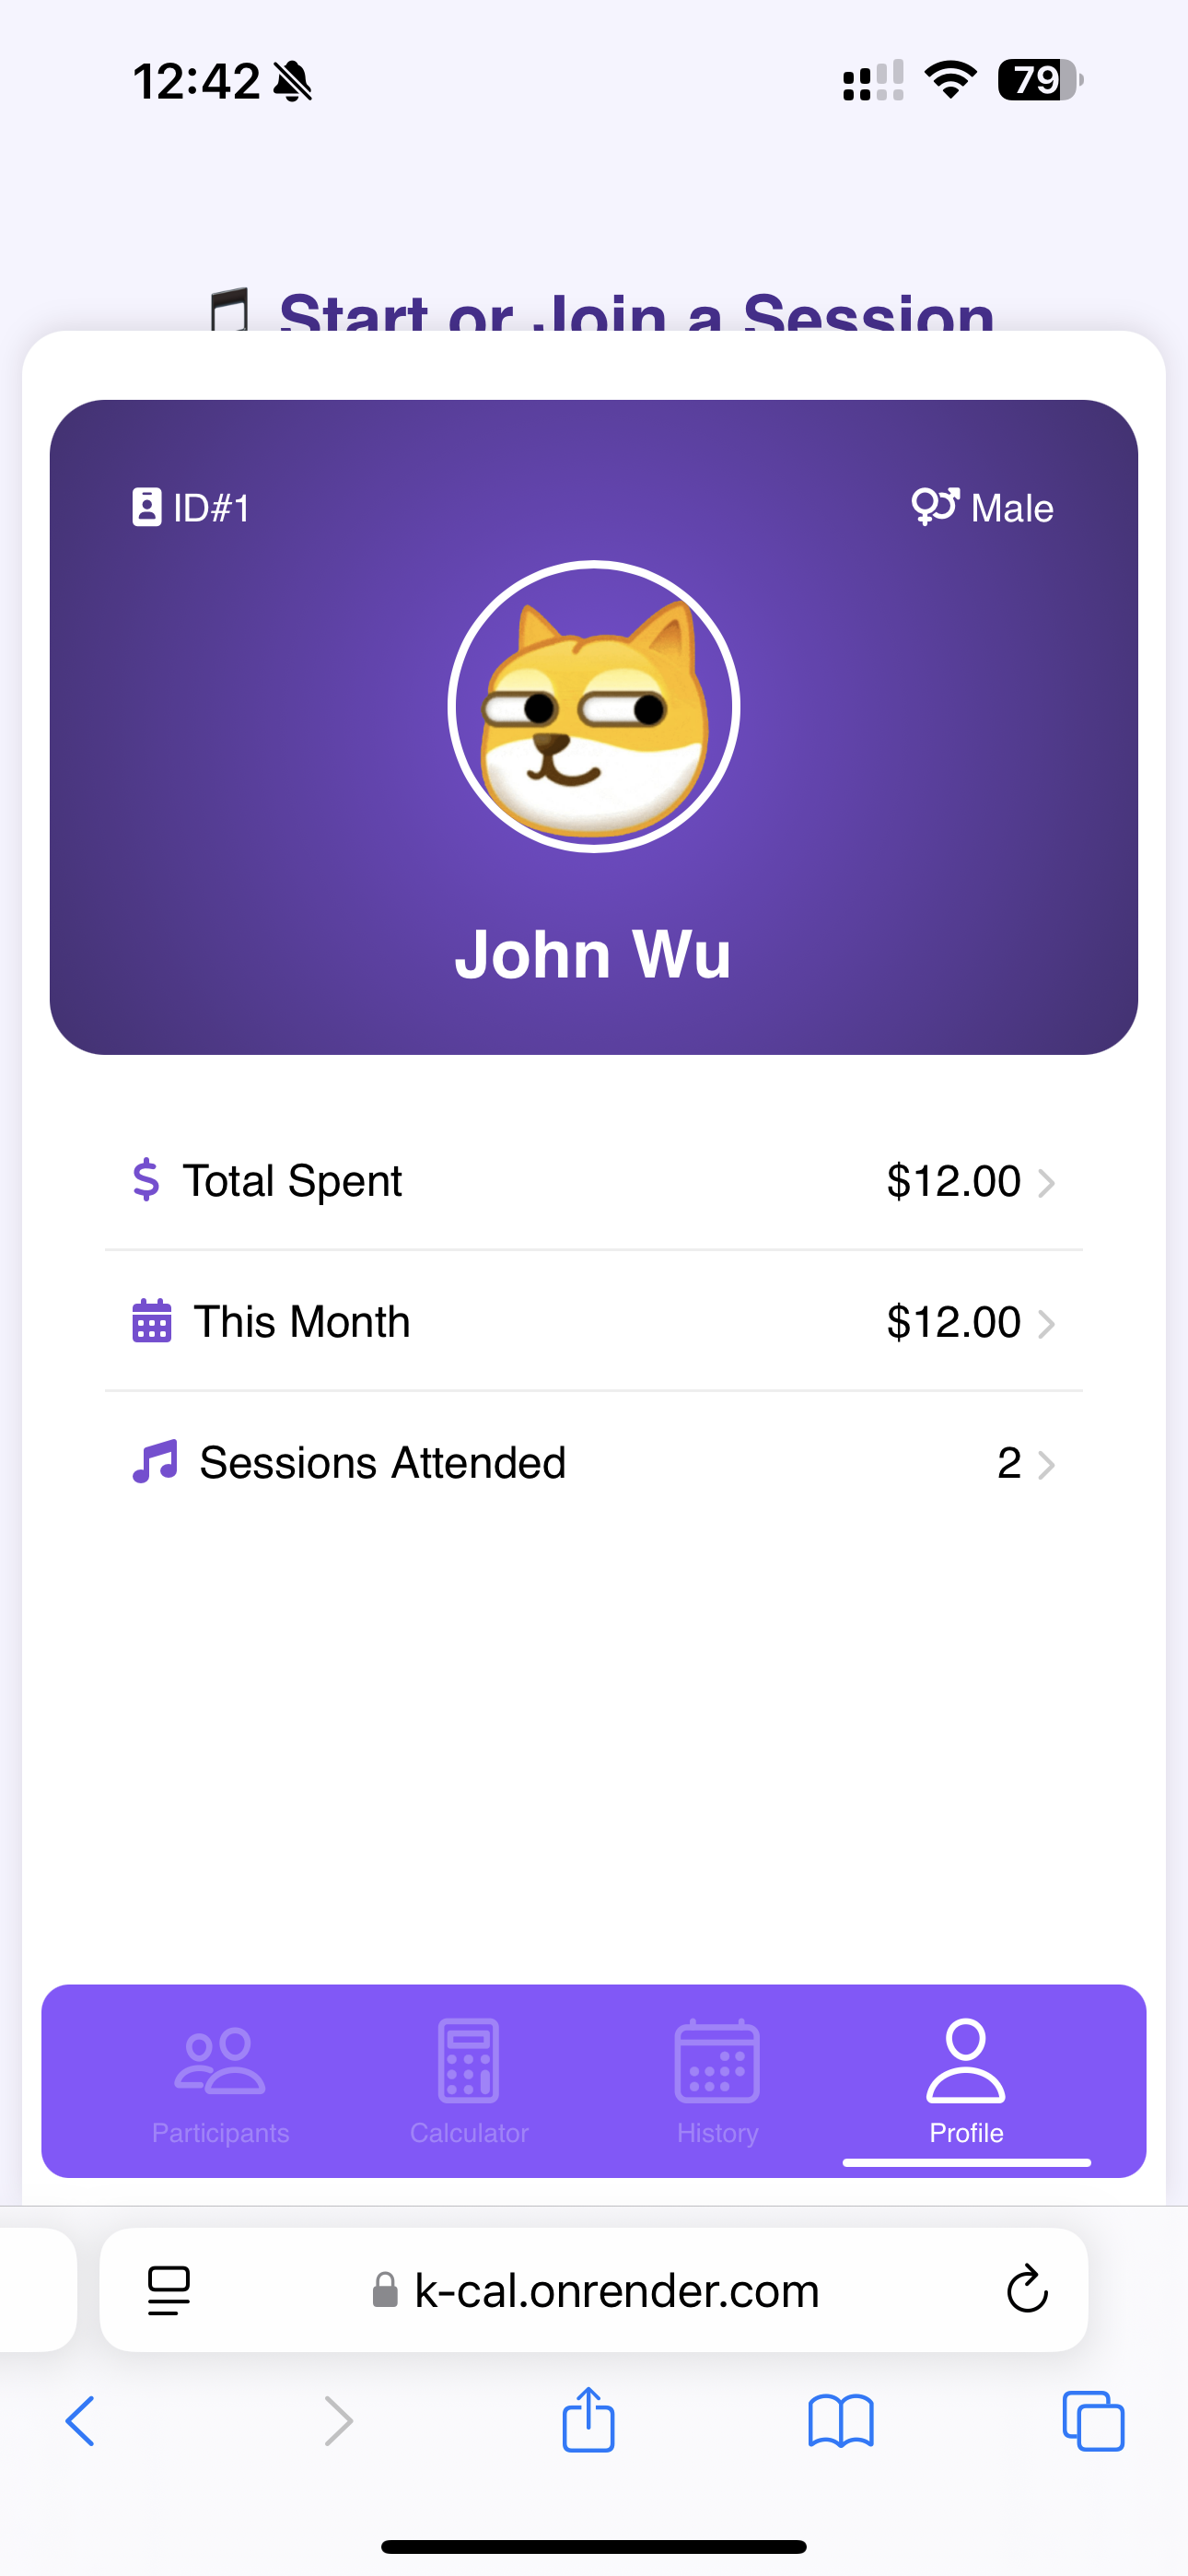 12:42
79
Start or Join a Session
ID#1
Male
John Wu
$ Total Spent $12.00
This Month $12.00
Sessions Attended 2
Participants
Calculator
History
Profile
k-cal.onrender.com